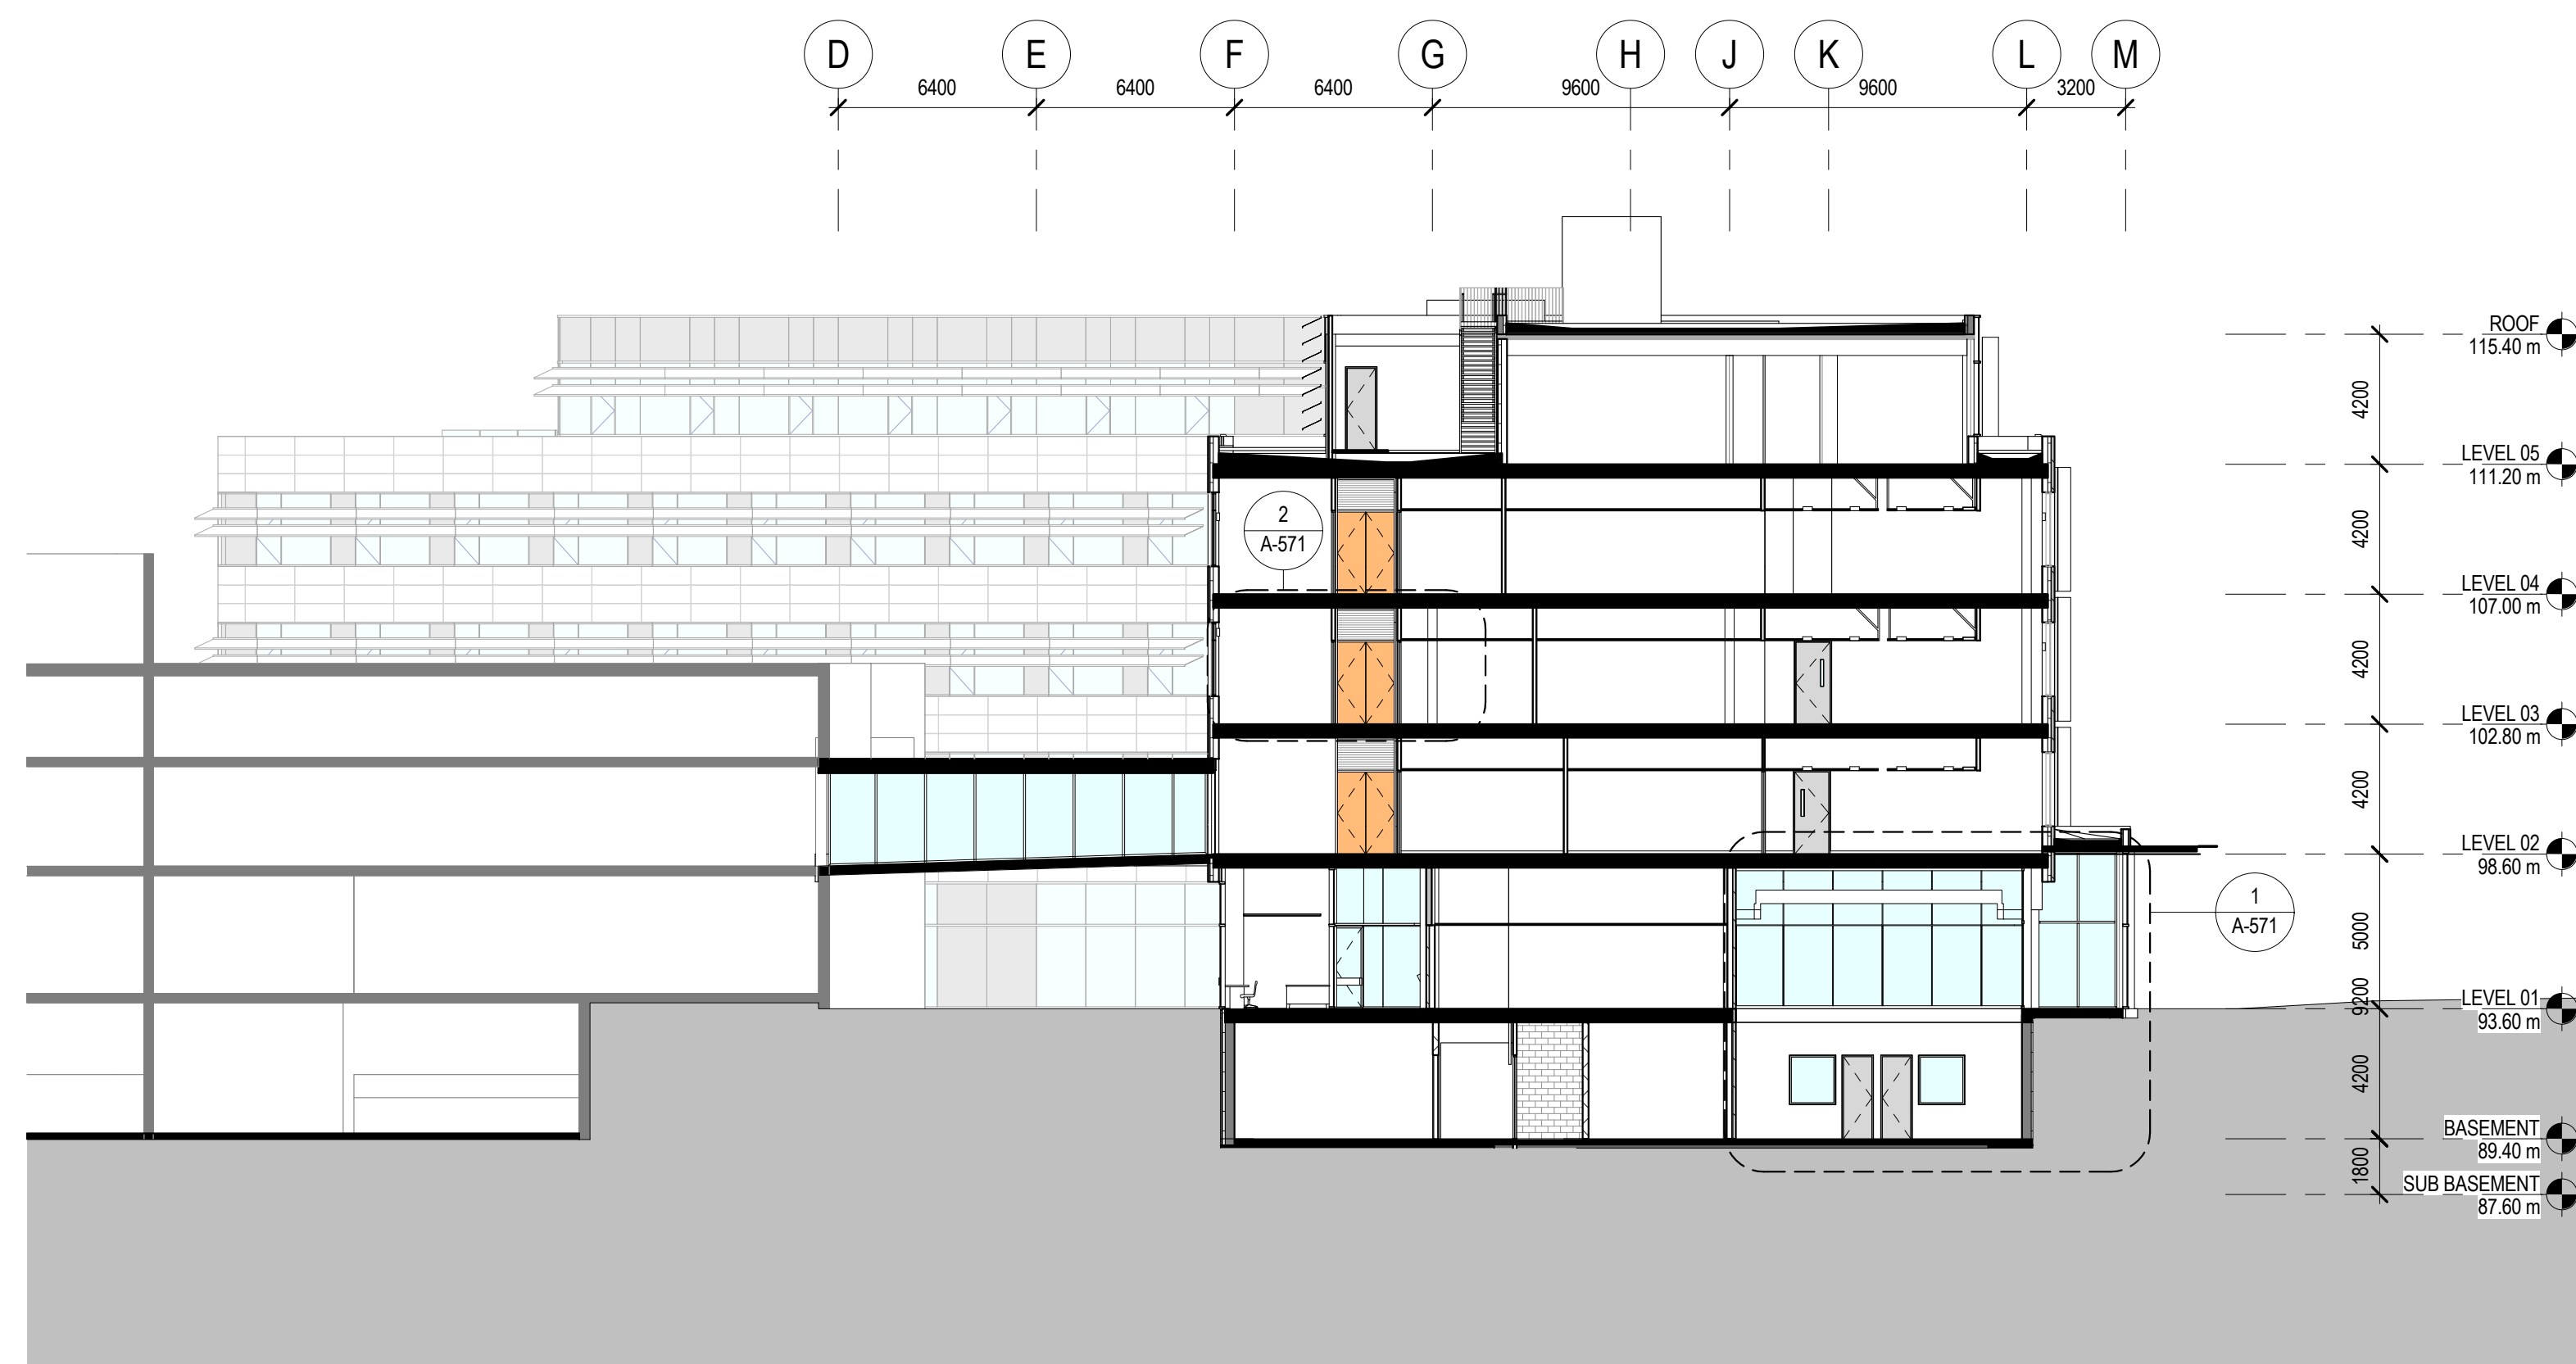 D E F G H J K L M
6400 6400 6400 9600 9600 3200
ROOF
115.40 m
4200
LEVEL 05
111.20 m
2
A-571
4200
LEVEL 04
107.00 m
4200
LEVEL 03
102.80 m
4200
LEVEL 02
98.60 m
1
A-571
5000
9200
LEVEL 01
93.60 m
4200
BASEMENT
89.40 m
1800
SUB BASEMENT
87.60 m